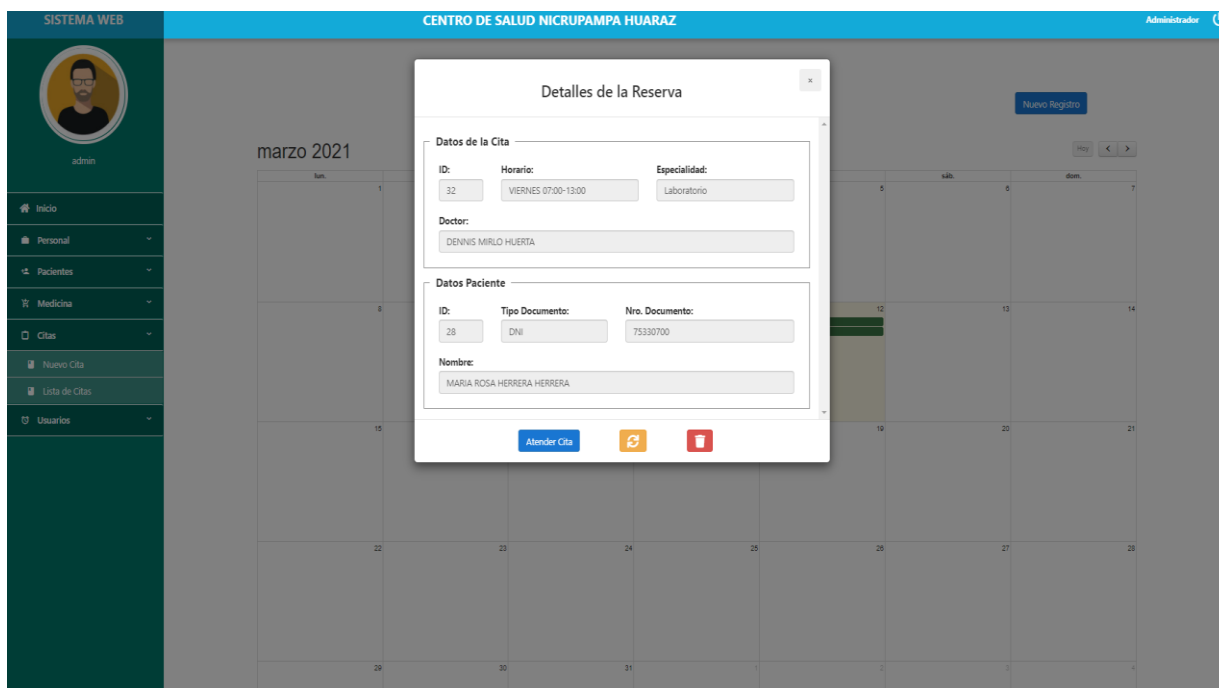 SISTEMA WEB
CENTRO DE SALUD NICRUPAMPA HUARAZ
Administrador
admin
Inicio
Personal
Pacientes
Medicina
Citas
Nuevo Cita
Lista de Citas
Usuarios
Nuevo Registro
marzo 2021
Hoy
lun.
sáb.
dom.
1
5
6
7
8
12
13
14
15
19
20
21
22
23
24
25
26
27
28
29
30
31
1
2
3
4
Detalles de la Reserva
x
Datos de la Cita
ID:
Horario:
Especialidad:
32
VIERNES 07:00-13:00
Laboratorio
Doctor:
DENNIS MIRLO HUERTA
Datos Paciente
ID:
Tipo Documento:
Nro. Documento:
28
DNI
75330700
Nombre:
MARIA ROSA HERRERA HERRERA
Atender Cita